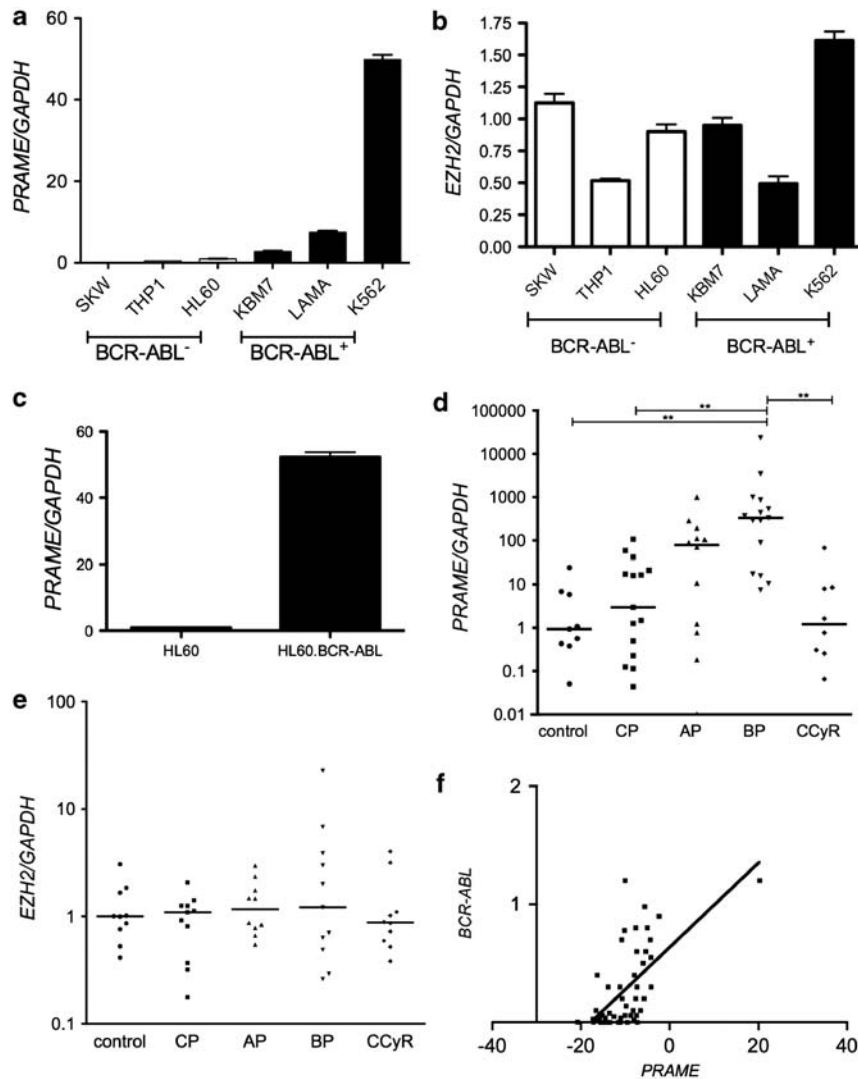 a
PRAME/GAPDH
60
40
20
0
SKW
THP1
HL60
KBM7
LAMA
K562
BCR-ABL-
BCR-ABL+
b
EZH2/GAPDH
1.75
1.50
1.25
1.00
0.75
0.50
0.25
0.00
SKW
THP1
HL60
KBM7
LAMA
K562
BCR-ABL-
BCR-ABL+
c
PRAME/GAPDH
60
40
20
0
HL60
HL60.BCR-ABL
d
PRAME/GAPDH
**
**
**
100000
10000
1000
100
10
1
0.1
0.01
control
CP
AP
BP
CCyR
e
EZH2/GAPDH
100
10
1
0.1
control
CP
AP
BP
CCyR
f
BCR-ABL
2
1
0
-40
-20
0
20
40
PRAME